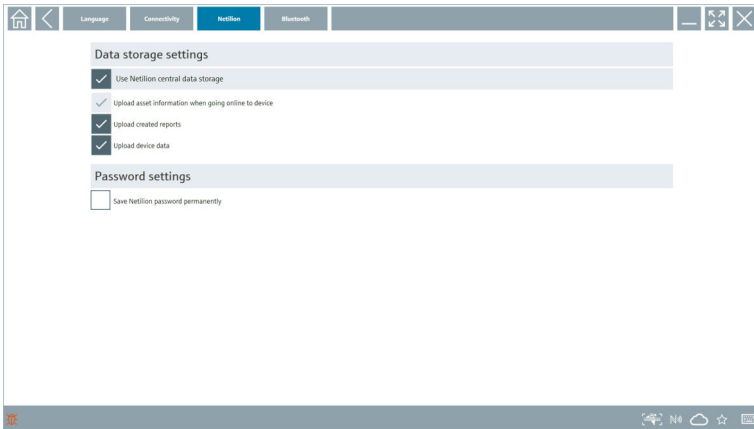 Language
Connectivity
Netilion
Bluetooth
Data storage settings
Use Netilion central data storage
Upload asset information when going online to device
Upload created reports
Upload device data
Password settings
Save Netilion password permanently